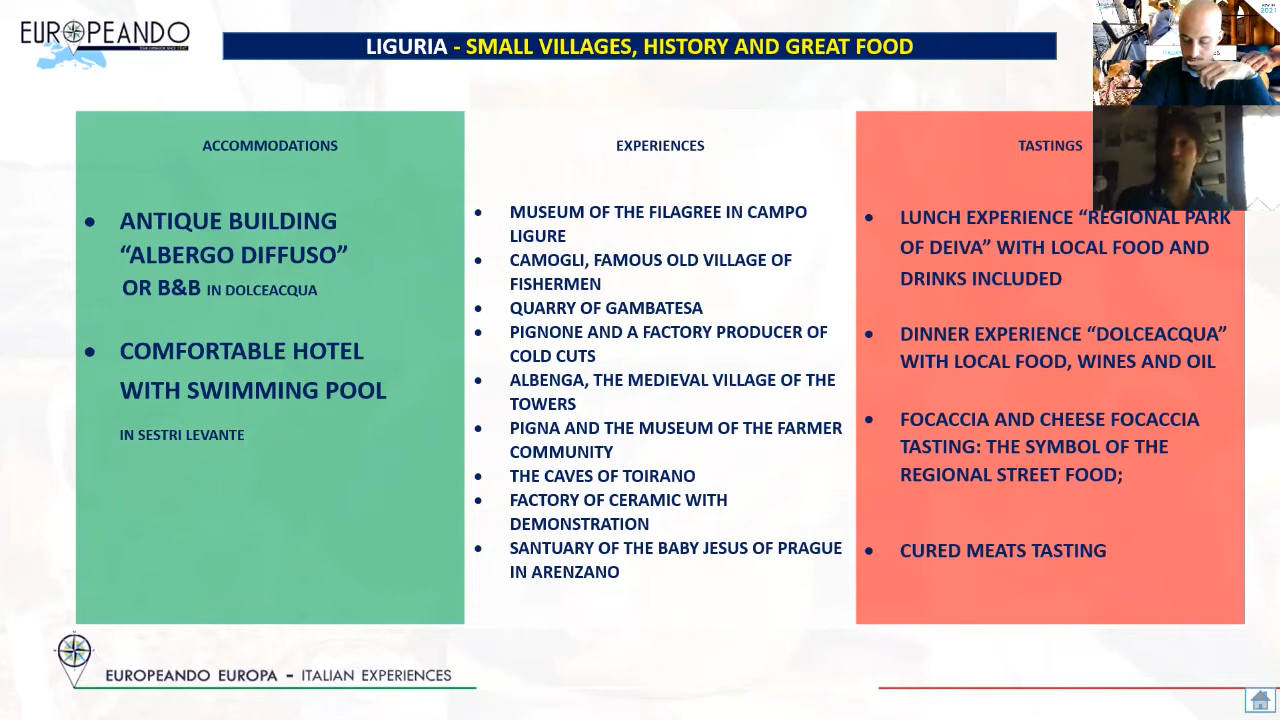 EUROPEANDO
LIGURIA - SMALL VILLAGES, HISTORY AND GREAT FOOD
2021
ACCOMMODATIONS
• ANTIQUE BUILDING
“ALBERGO DIFFUSO”
OR B&B IN DOLCEACQUA
• COMFORTABLE HOTEL
WITH SWIMMING POOL
IN SESTRI LEVANTE
EXPERIENCES
• MUSEUM OF THE FILAGREE IN CAMPO
LIGURE
• CAMOGLI, FAMOUS OLD VILLAGE OF
FISHERMEN
• QUARRY OF GAMBATESA
• PIGNONE AND A FACTORY PRODUCER OF
COLD CUTS
• ALBENGA, THE MEDIEVAL VILLAGE OF THE
TOWERS
• PIGNA AND THE MUSEUM OF THE FARMER
COMMUNITY
• THE CAVES OF TOIRANO
• FACTORY OF CERAMIC WITH
DEMONSTRATION
• SANTUARY OF THE BABY JESUS OF PRAGUE
IN ARENZANO
TASTINGS
• LUNCH EXPERIENCE “REGIONAL PARK
OF DEIVA” WITH LOCAL FOOD AND
DRINKS INCLUDED
• DINNER EXPERIENCE “DOLCEACQUA”
WITH LOCAL FOOD, WINES AND OIL
• FOCACCIA AND CHEESE FOCACCIA
TASTING: THE SYMBOL OF THE
REGIONAL STREET FOOD;
• CURED MEATS TASTING
EUROPEANDO EUROPA – ITALIAN EXPERIENCES